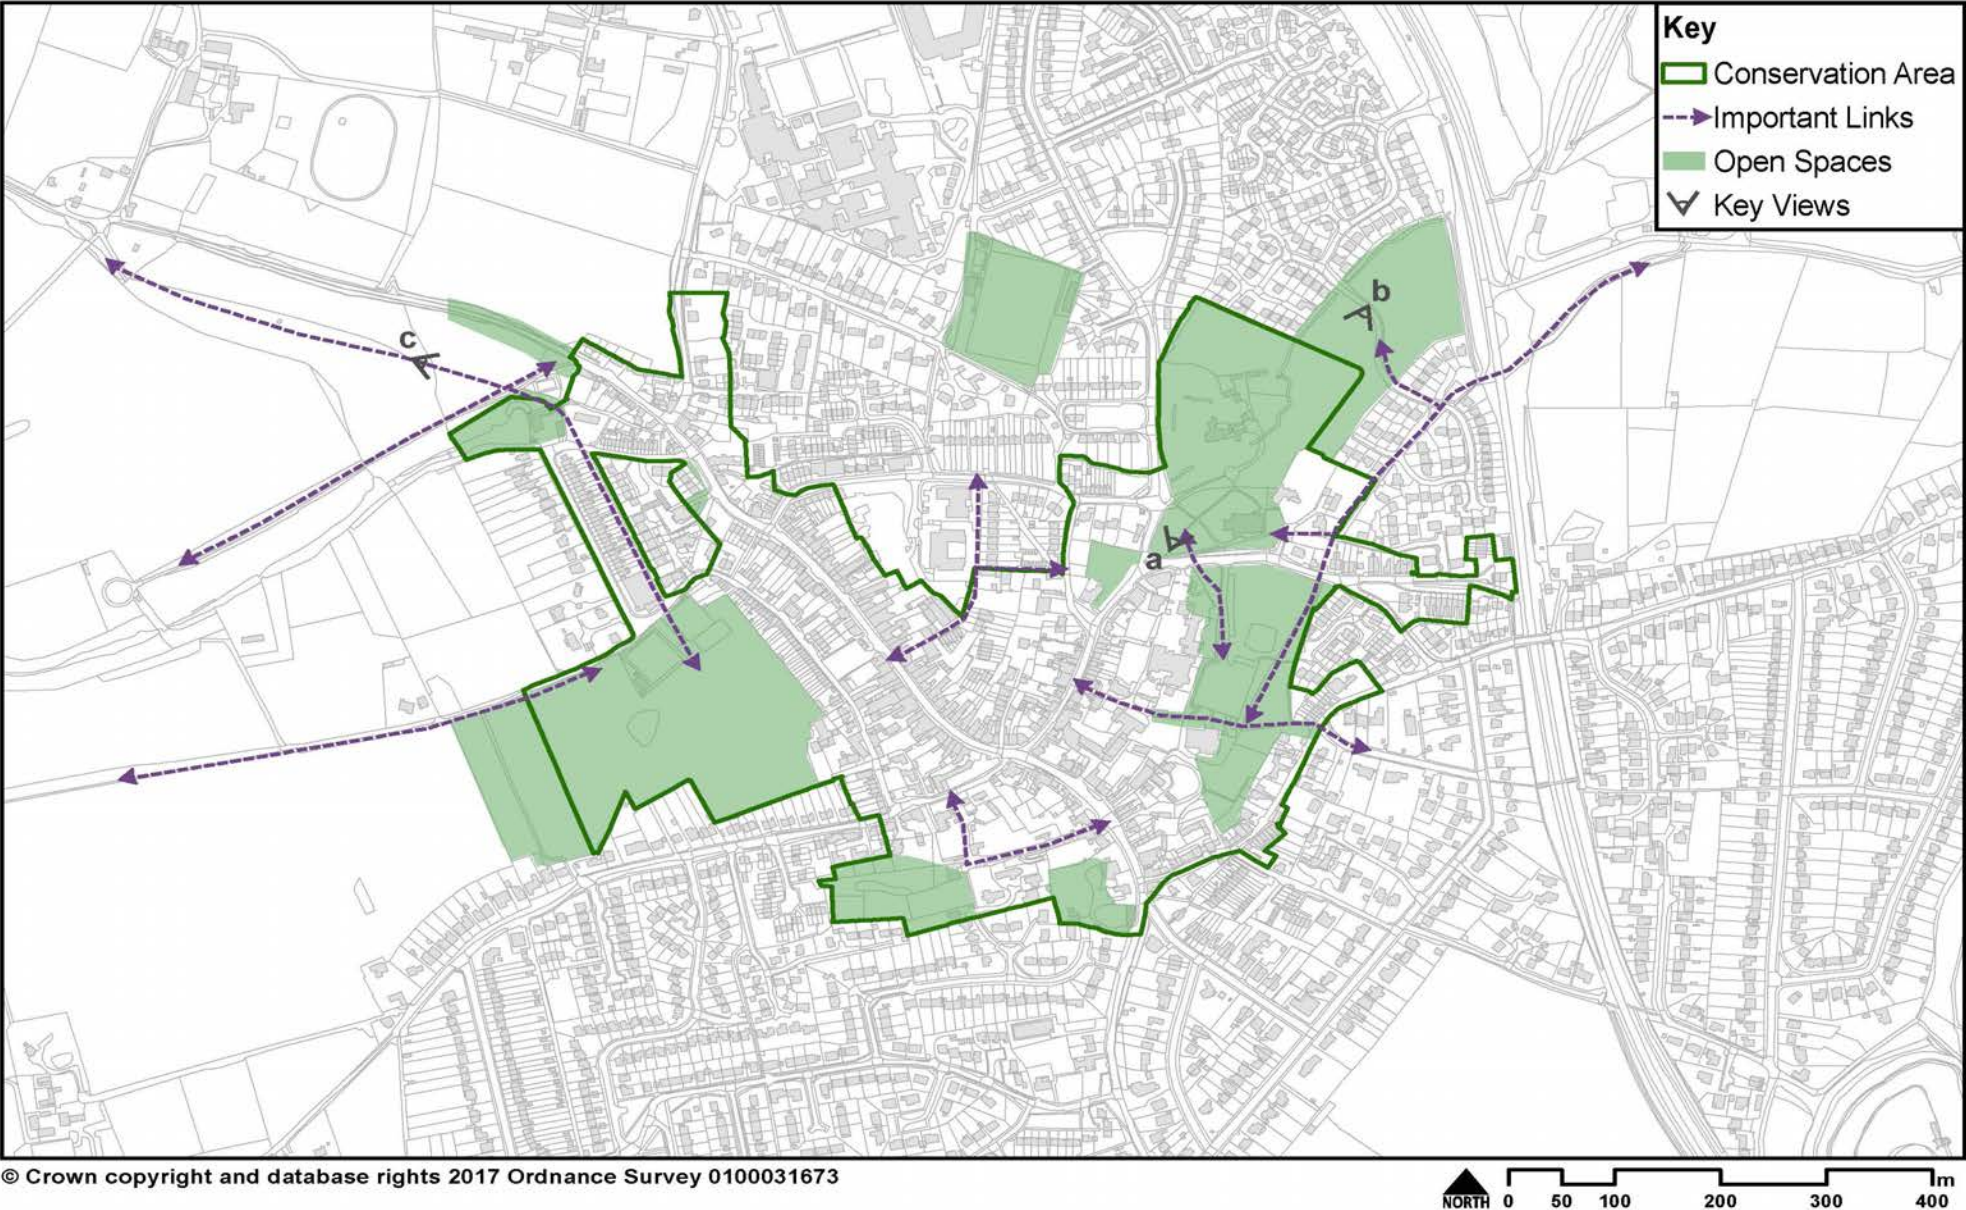 Key
Conservation Area
Important Links
Open Spaces
Key Views
b
c
a
© Crown copyright and database rights 2017 Ordnance Survey 0100031673
NORTH 0 50 100 200 300 400 m